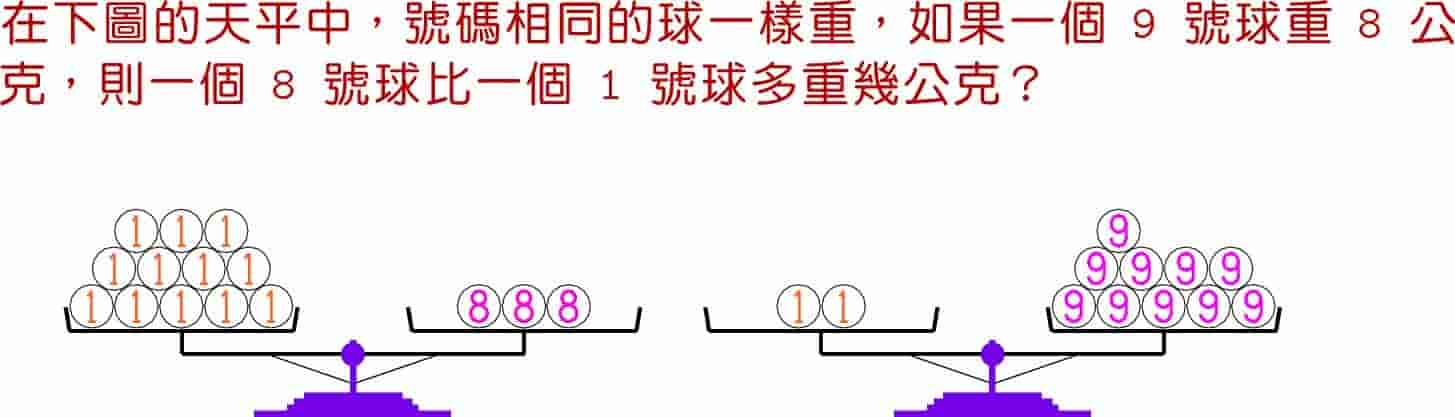 在下圖的天平中，號碼相同的球一樣重，如果一個 9 號球重 8 公
克，則一個 8 號球比一個 1 號球多重幾公克？
1 1 1 9
1 1 1 1 9 9 9 9
1 1 1 1 1 8 8 8 1 1 9 9 9 9 9